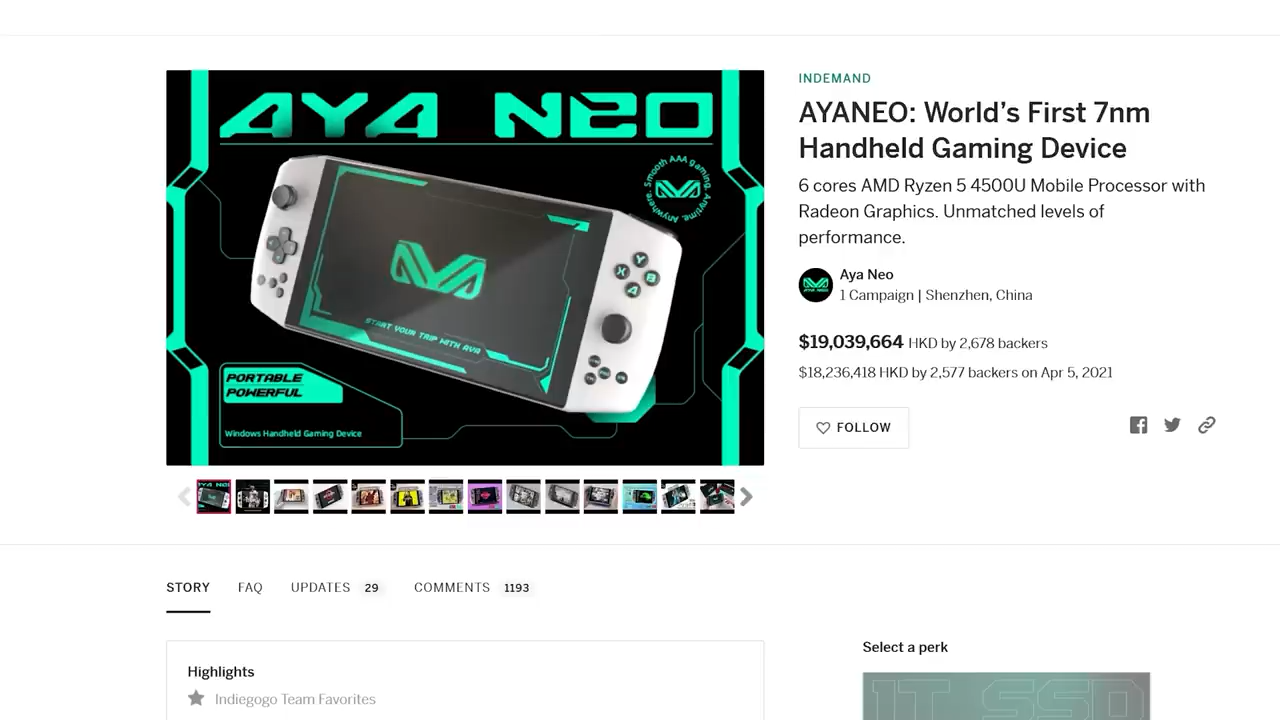 AYA NEO
Smooth AAA gaming. Anytime. Anywhere.
START YOUR TRIP WITH AYA
Y
X
B
A
PORTABLE
POWERFUL
Windows Handheld Gaming Device
INDEMAND
AYANEO: World’s First 7nm
Handheld Gaming Device
6 cores AMD Ryzen 5 4500U Mobile Processor with
Radeon Graphics. Unmatched levels of
performance.
AYA NEO
Aya Neo
1 Campaign | Shenzhen, China
$19,039,664 HKD by 2,678 backers
$18,236,418 HKD by 2,577 backers on Apr 5, 2021
FOLLOW
STORY FAQ UPDATES 29 COMMENTS 1193
Highlights
Indiegogo Team Favorites
Select a perk
1T SSD